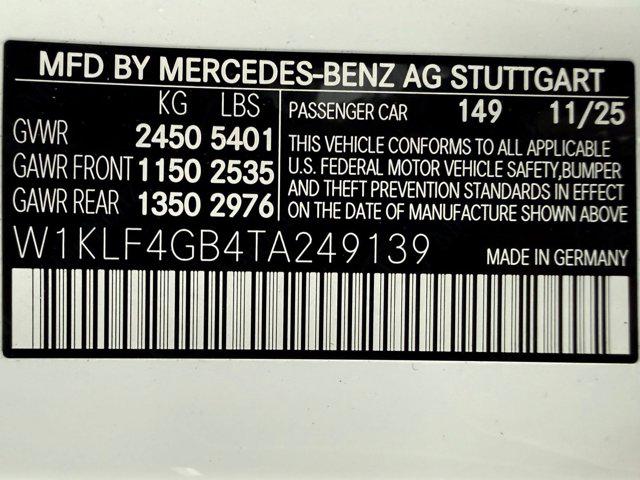 MFD BY MERCEDES-BENZ AG STUTTGART
KG LBS
PASSENGER CAR 149 11/25
GVWR 2450 5401
GAWR FRONT 1150 2535
GAWR REAR 1350 2976
THIS VEHICLE CONFORMS TO ALL APPLICABLE
U.S. FEDERAL MOTOR VEHICLE SAFETY,BUMPER
AND THEFT PREVENTION STANDARDS IN EFFECT
ON THE DATE OF MANUFACTURE SHOWN ABOVE
W1KLF4GB4TA249139
MADE IN GERMANY